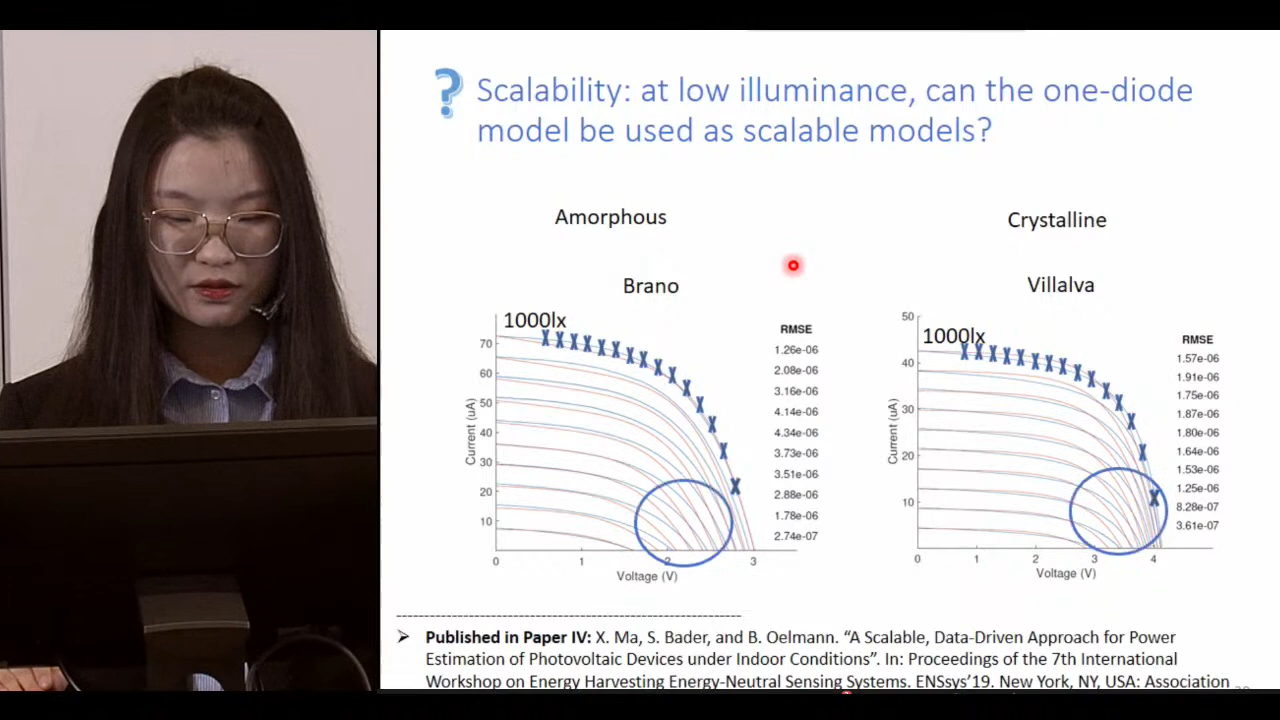 ?
Scalability: at low illuminance, can the one-diode
model be used as scalable models?
Amorphous
Crystalline
Brano
Villalva
1000lx
70
60
50
40
30
20
10
0
1
2
3
Current (uA)
Voltage (V)
RMSE
1.26e-06
2.08e-06
3.16e-06
4.14e-06
4.34e-06
3.73e-06
3.51e-06
2.88e-06
1.78e-06
2.74e-07
1000lx
50
40
30
20
10
0
1
2
3
4
Current (uA)
Voltage (V)
RMSE
1.57e-06
1.91e-06
1.75e-06
1.87e-06
1.80e-06
1.64e-06
1.53e-06
1.25e-06
8.28e-07
3.61e-07
Published in Paper IV: X. Ma, S. Bader, and B. Oelmann. “A Scalable, Data-Driven Approach for Power
Estimation of Photovoltaic Devices under Indoor Conditions”. In: Proceedings of the 7th International
Workshop on Energy Harvesting Energy-Neutral Sensing Systems. ENSsys’19. New York, NY, USA: Association